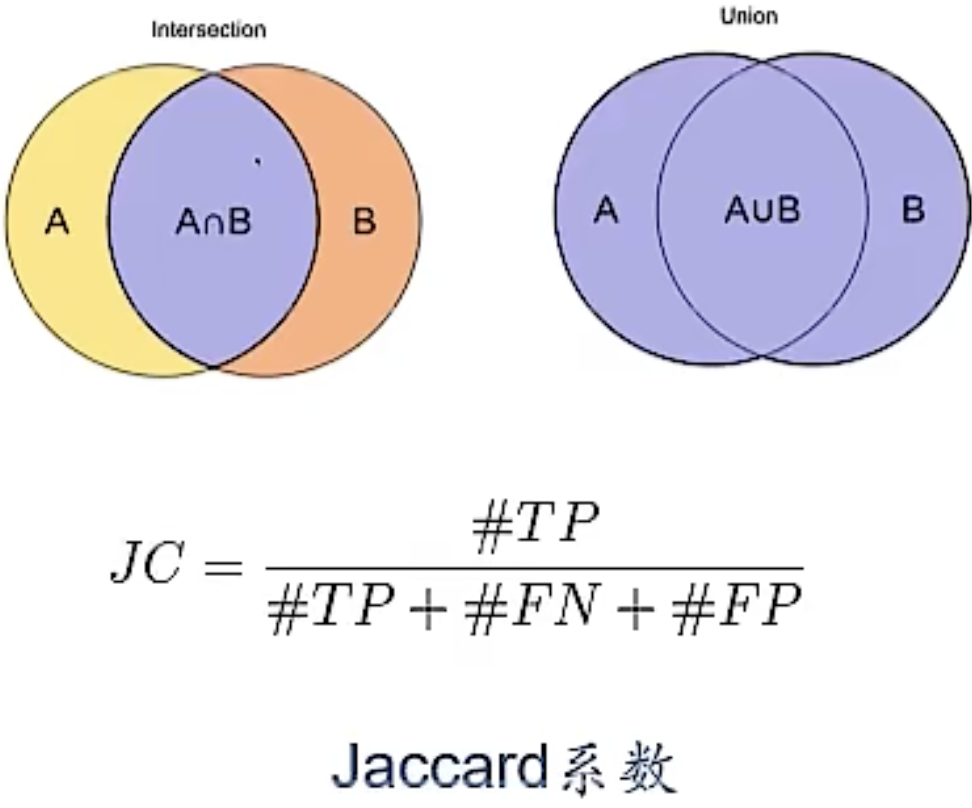 Intersection
Union
A
A∩B
B
A
A∪B
B
JC = #TP / #TP + #FN + #FP
Jaccard系数